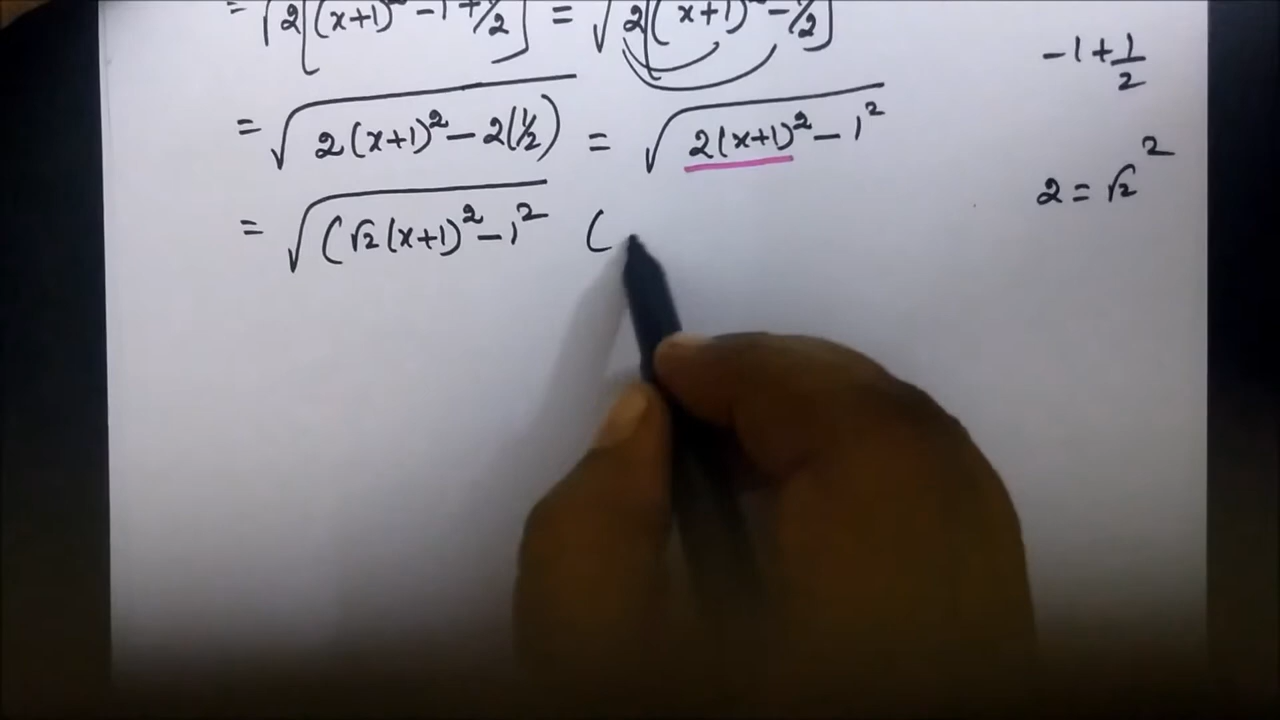 = √2[(x+1)² -1+1/2] = √2[(x+1)² -1/2]
-1+1/2
= √2(x+1)²-2(1/2) = √2(x+1)²-1²
2 = √2²
= √(√2(x+1)²-1² (